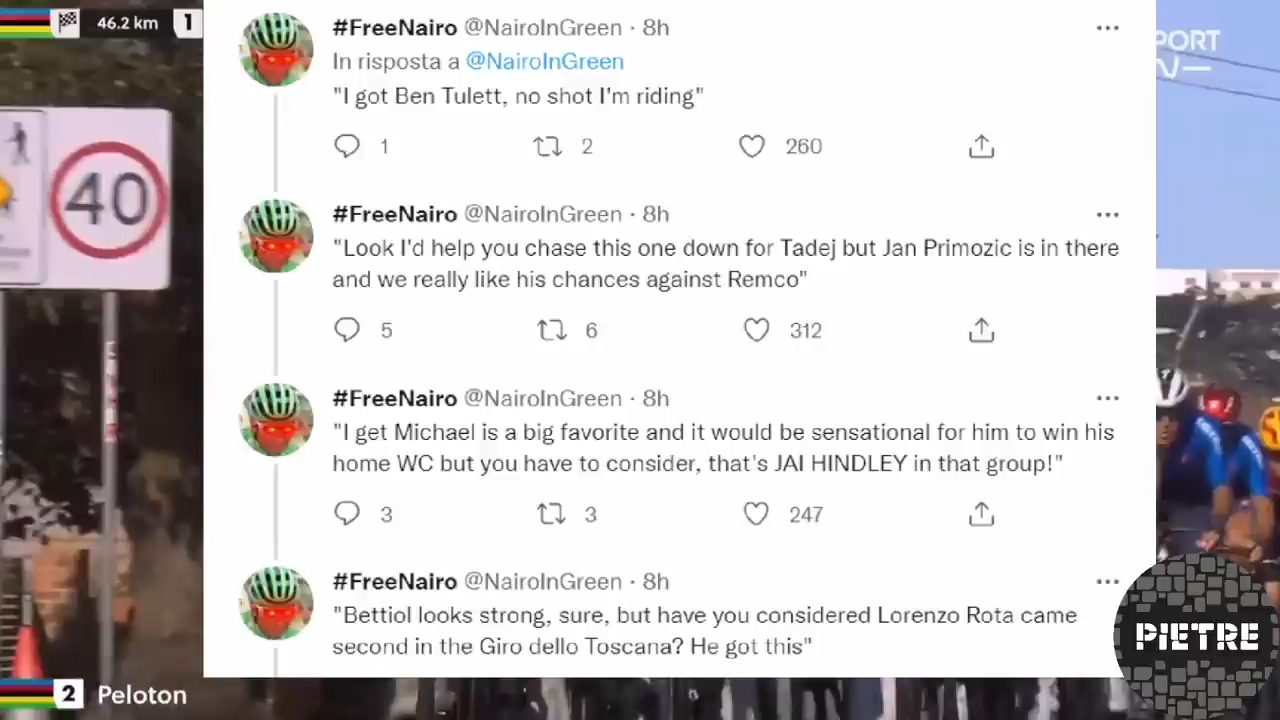 46.2 km 1
#FreeNairo @NairoInGreen · 8h
In risposta a @NairoInGreen
"I got Ben Tulett, no shot I'm riding"
1 2 260
#FreeNairo @NairoInGreen · 8h
"Look I'd help you chase this one down for Tadej but Jan Primozic is in there
and we really like his chances against Remco"
5 6 312
#FreeNairo @NairoInGreen · 8h
"I get Michael is a big favorite and it would be sensational for him to win his
home WC but you have to consider, that's JAI HINDLEY in that group!"
3 3 247
#FreeNairo @NairoInGreen · 8h
"Bettiol looks strong, sure, but have you considered Lorenzo Rota came
second in the Giro dello Toscana? He got this"
40
PORT
PIETRE
2 Peloton